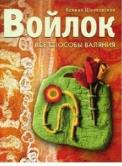 Ксения Шинковская
Войлок
ВСЕ СПОСОБЫ ВАЛЯНИЯ